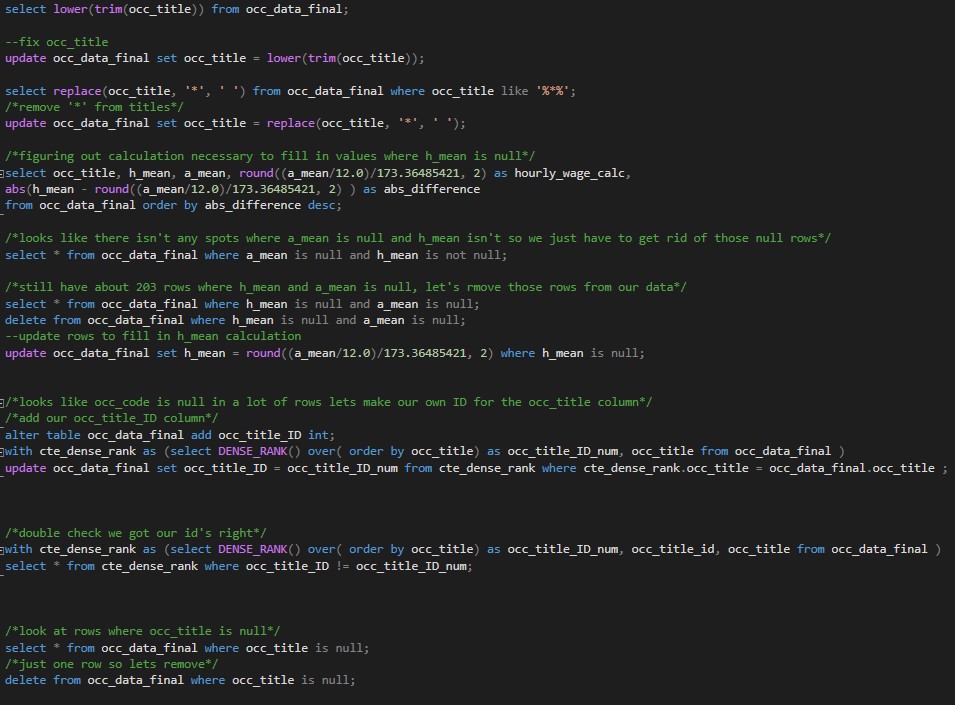 select lower(trim(occ_title)) from occ_data_final;
--fix occ_title
update occ_data_final set occ_title = lower(trim(occ_title));
select replace(occ_title, '*', ' ') from occ_data_final where occ_title like '%*%';
/*remove '*' from titles*/
update occ_data_final set occ_title = replace(occ_title, '*', ' ');
/*figuring out calculation necessary to fill in values where h_mean is null*/
select occ_title, h_mean, a_mean, round((a_mean/12.0)/173.36485421, 2) as hourly_wage_calc,
abs(h_mean - round((a_mean/12.0)/173.36485421, 2) ) as abs_difference
from occ_data_final order by abs_difference desc;
/*looks like there isn't any spots where a_mean is null and h_mean isn't so we just have to get rid of those null rows*/
select * from occ_data_final where a_mean is null and h_mean is not null;
/*still have about 203 rows where h_mean and a_mean is null, let's rmove those rows from our data*/
select * from occ_data_final where h_mean is null and a_mean is null;
delete from occ_data_final where h_mean is null and a_mean is null;
--update rows to fill in h_mean calculation
update occ_data_final set h_mean = round((a_mean/12.0)/173.36485421, 2) where h_mean is null;
/*looks like occ_code is null in a lot of rows lets make our own ID for the occ_title column*/
/*add our occ_title_ID column*/
alter table occ_data_final add occ_title_ID int;
with cte_dense_rank as (select DENSE_RANK() over( order by occ_title) as occ_title_ID_num, occ_title from occ_data_final )
update occ_data_final set occ_title_ID = occ_title_ID_num from cte_dense_rank where cte_dense_rank.occ_title = occ_data_final.occ_title ;
/*double check we got our id's right*/
with cte_dense_rank as (select DENSE_RANK() over( order by occ_title) as occ_title_ID_num, occ_title_id, occ_title from occ_data_final )
select * from cte_dense_rank where occ_title_ID != occ_title_ID_num;
/*look at rows where occ_title is null*/
select * from occ_data_final where occ_title is null;
/*just one row so lets remove*/
delete from occ_data_final where occ_title is null;